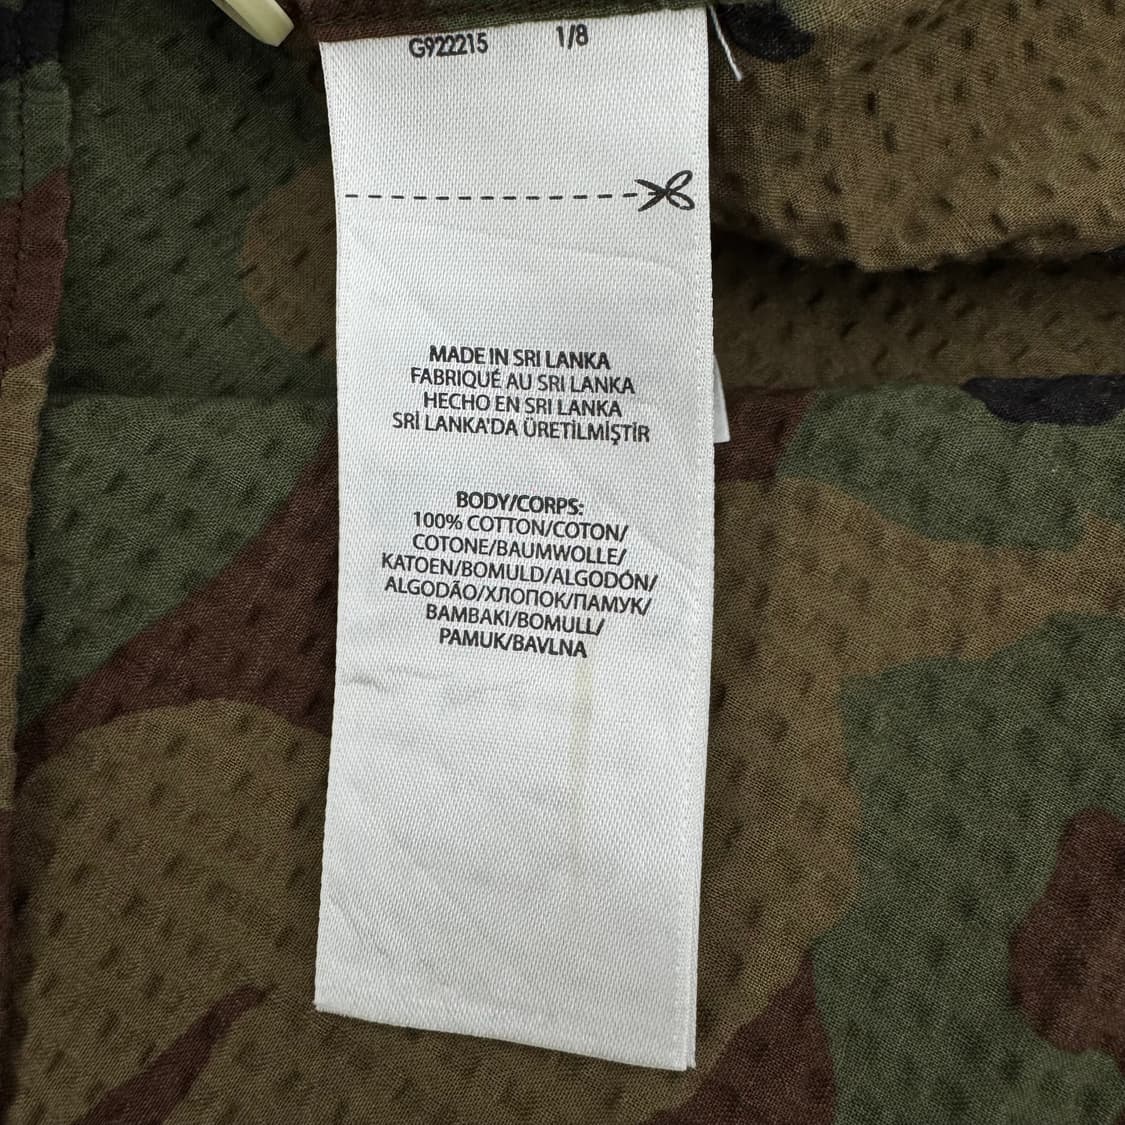 G922215 1/8
MADE IN SRI LANKA
FABRIQUÉ AU SRI LANKA
HECHO EN SRI LANKA
SRİ LANKA'DA ÜRETİLMİŞTİR
BODY/CORPS:
100% COTTON/COTON/
COTONE/BAUMWOLLE/
KATOEN/BOMULD/ALGODÓN/
ALGODÃO/ХЛОПОК/ПАМУК/
BAMBAKI/BOMULL/
PAMUK/BAVLNA